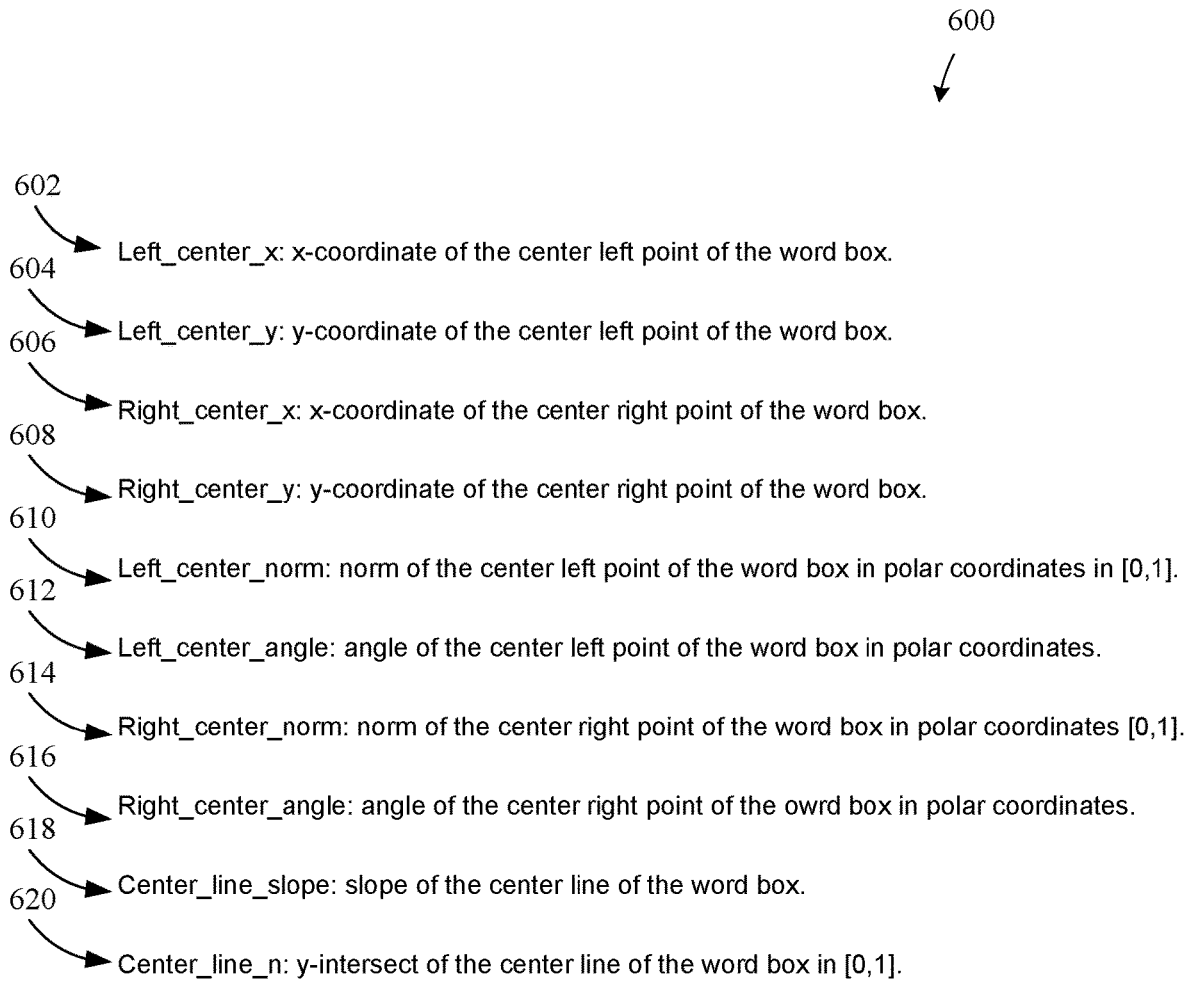 600
602
Left_center_x: x-coordinate of the center left point of the word box.
604
Left_center_y: y-coordinate of the center left point of the word box.
606
Right_center_x: x-coordinate of the center right point of the word box.
608
Right_center_y: y-coordinate of the center right point of the word box.
610
Left_center_norm: norm of the center left point of the word box in polar coordinates in [0,1].
612
Left_center_angle: angle of the center left point of the word box in polar coordinates.
614
Right_center_norm: norm of the center right point of the word box in polar coordinates [0,1].
616
Right_center_angle: angle of the center right point of the owrd box in polar coordinates.
618
Center_line_slope: slope of the center line of the word box.
620
Center_line_n: y-intersect of the center line of the word box in [0,1].